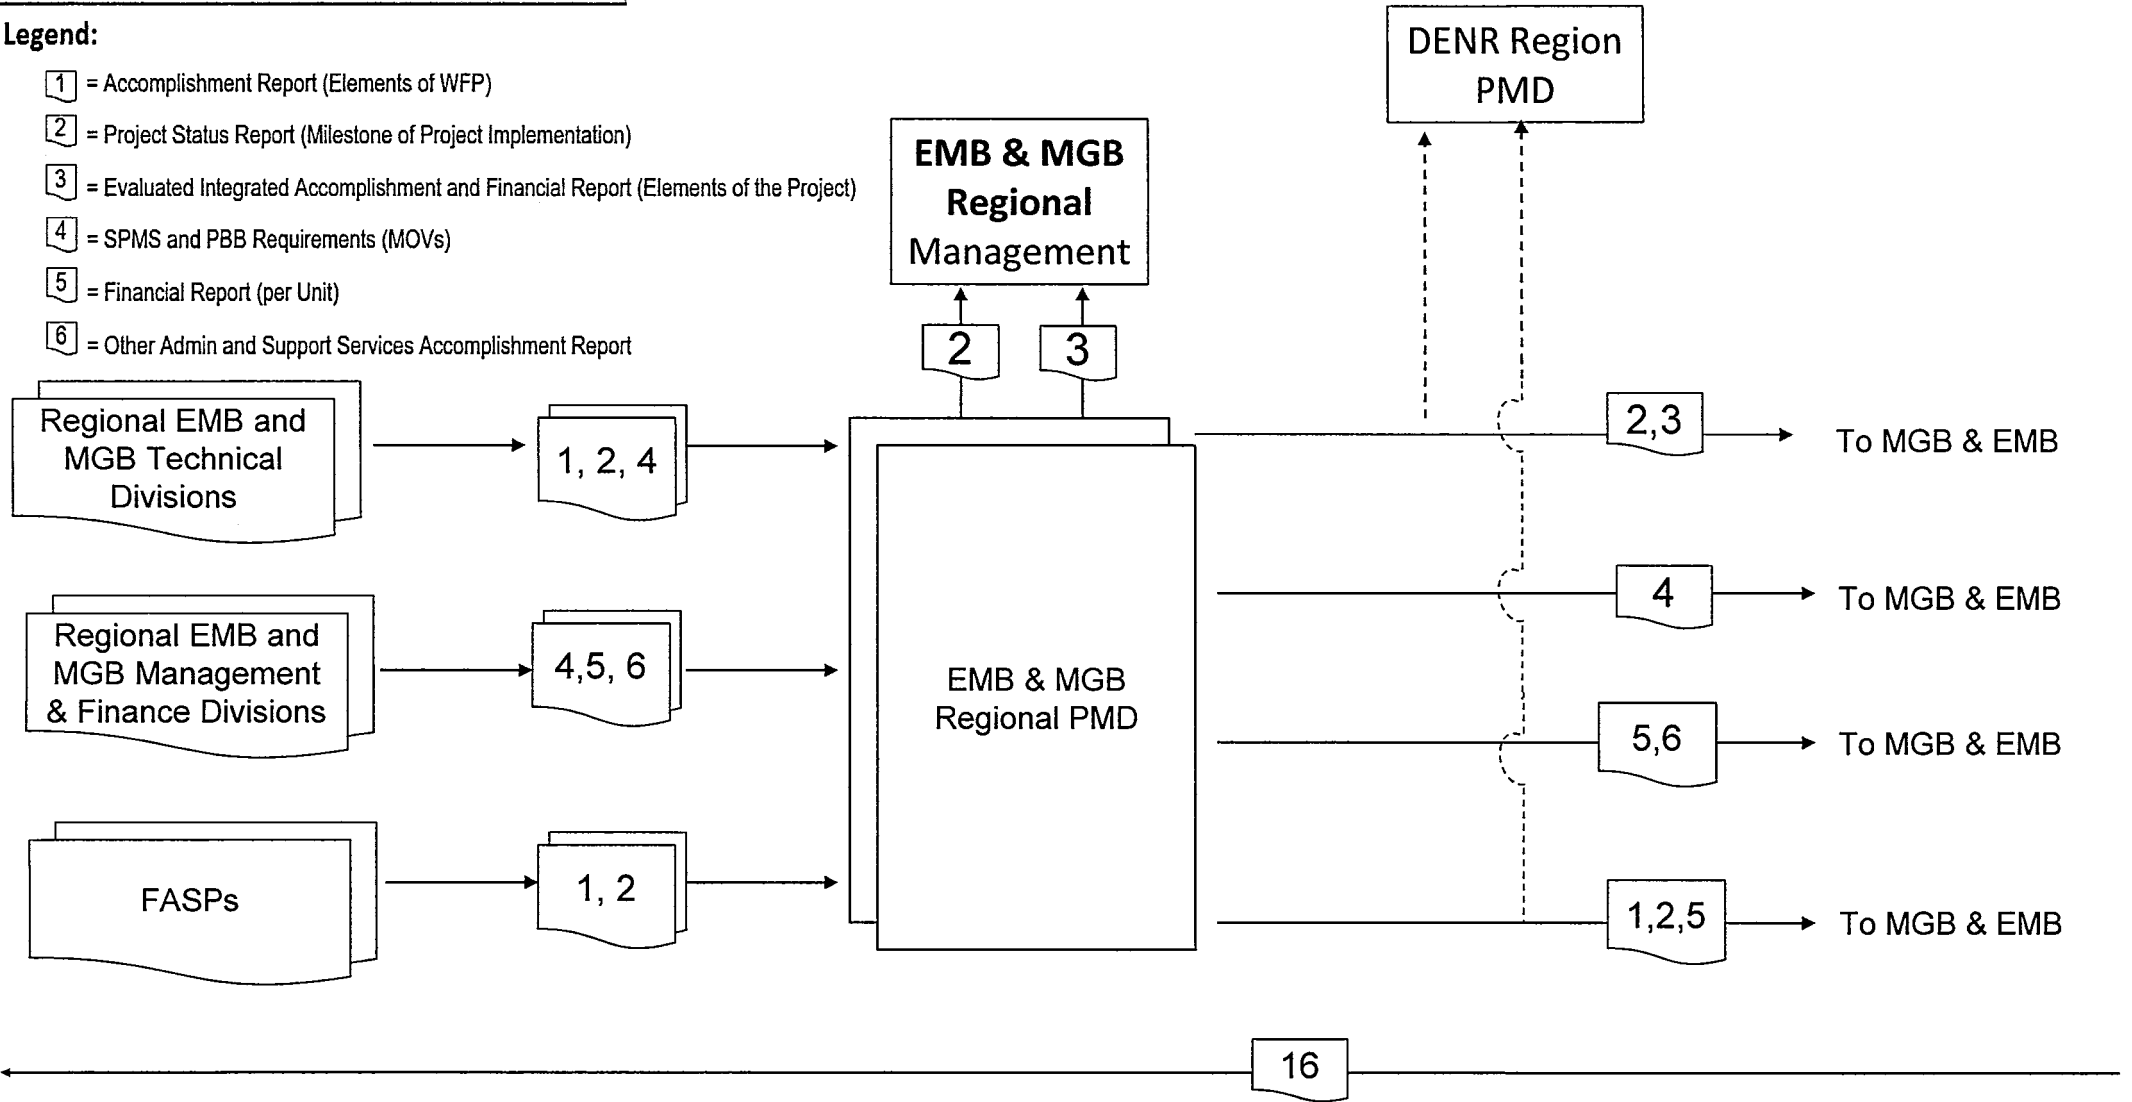 Legend:
1 = Accomplishment Report (Elements of WFP)
2 = Project Status Report (Milestone of Project Implementation)
3 = Evaluated Integrated Accomplishment and Financial Report (Elements of the Project)
4 = SPMS and PBB Requirements (MOVs)
5 = Financial Report (per Unit)
6 = Other Admin and Support Services Accomplishment Report
DENR Region
PMD
EMB & MGB
Regional
Management
2
3
Regional EMB and
MGB Technical
Divisions
1, 2, 4
2,3
To MGB & EMB
Regional EMB and
MGB Management
& Finance Divisions
4,5, 6
EMB & MGB
Regional PMD
4
To MGB & EMB
5,6
To MGB & EMB
FASPs
1, 2
1,2,5
To MGB & EMB
16